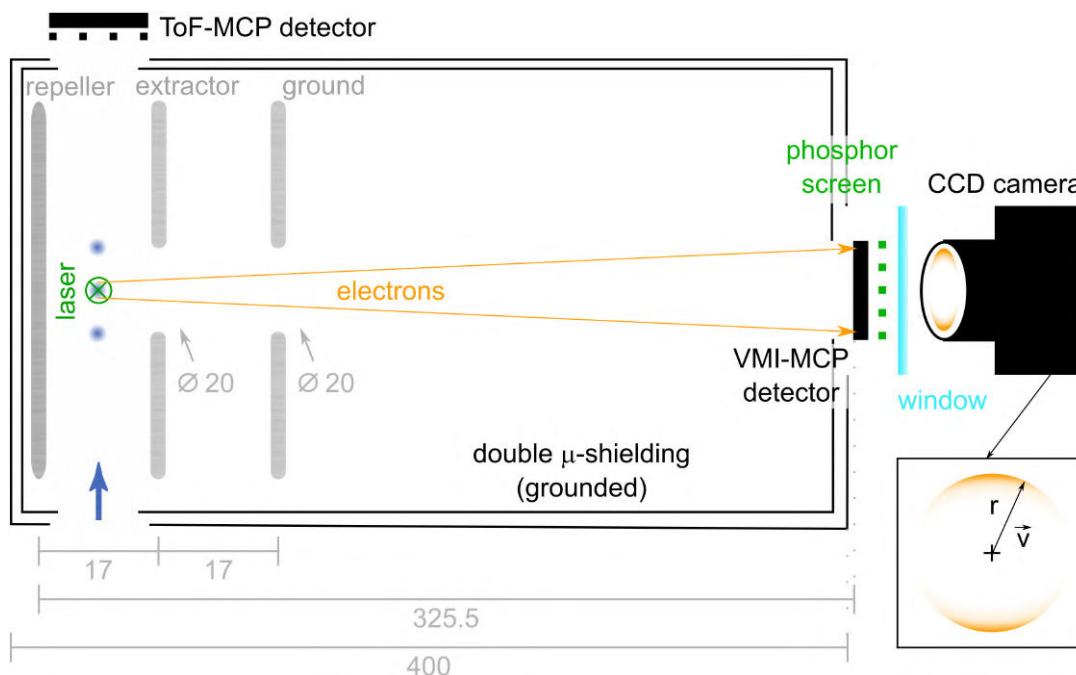 ToF-MCP detector
repeller
extractor
ground
phosphor
screen
CCD camera
laser
electrons
Ø 20
Ø 20
VMI-MCP
detector
window
double μ-shielding
(grounded)
r
v
17
17
325.5
400